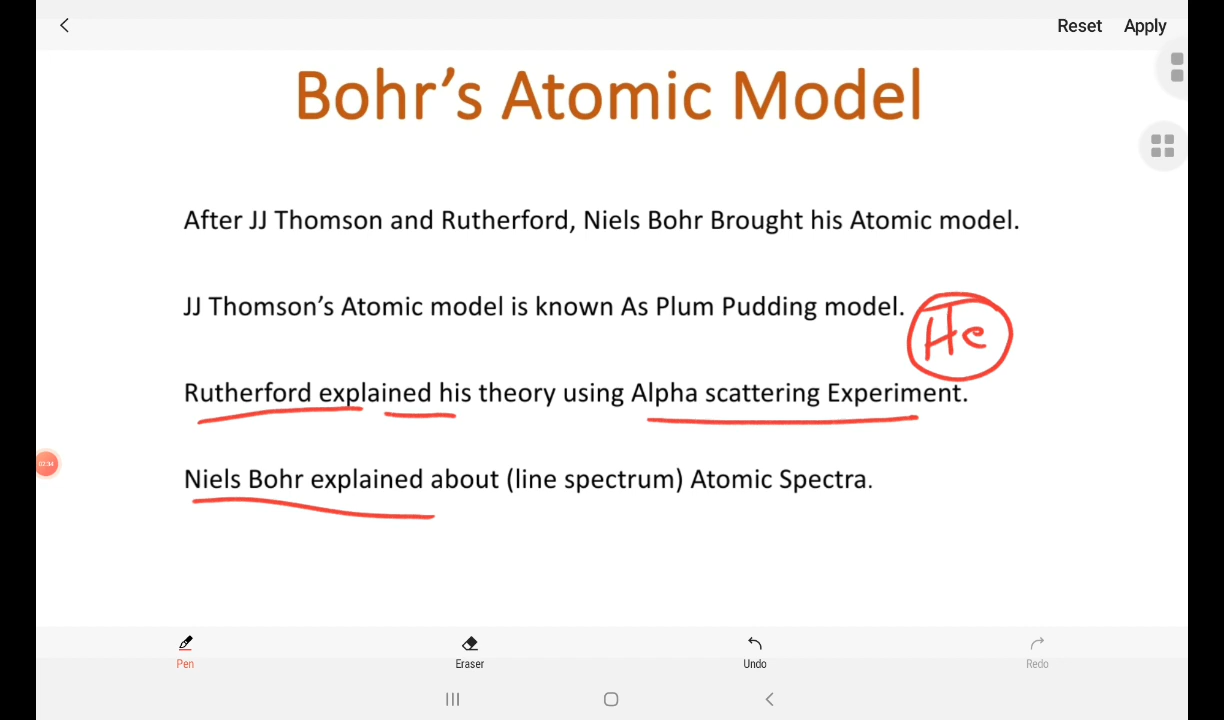 Reset Apply
Bohr's Atomic Model
After JJ Thomson and Rutherford, Niels Bohr Brought his Atomic model.
JJ Thomson's Atomic model is known As Plum Pudding model.
He
Rutherford explained his theory using Alpha scattering Experiment.
Niels Bohr explained about (line spectrum) Atomic Spectra.
02:34
Pen Eraser Undo Redo